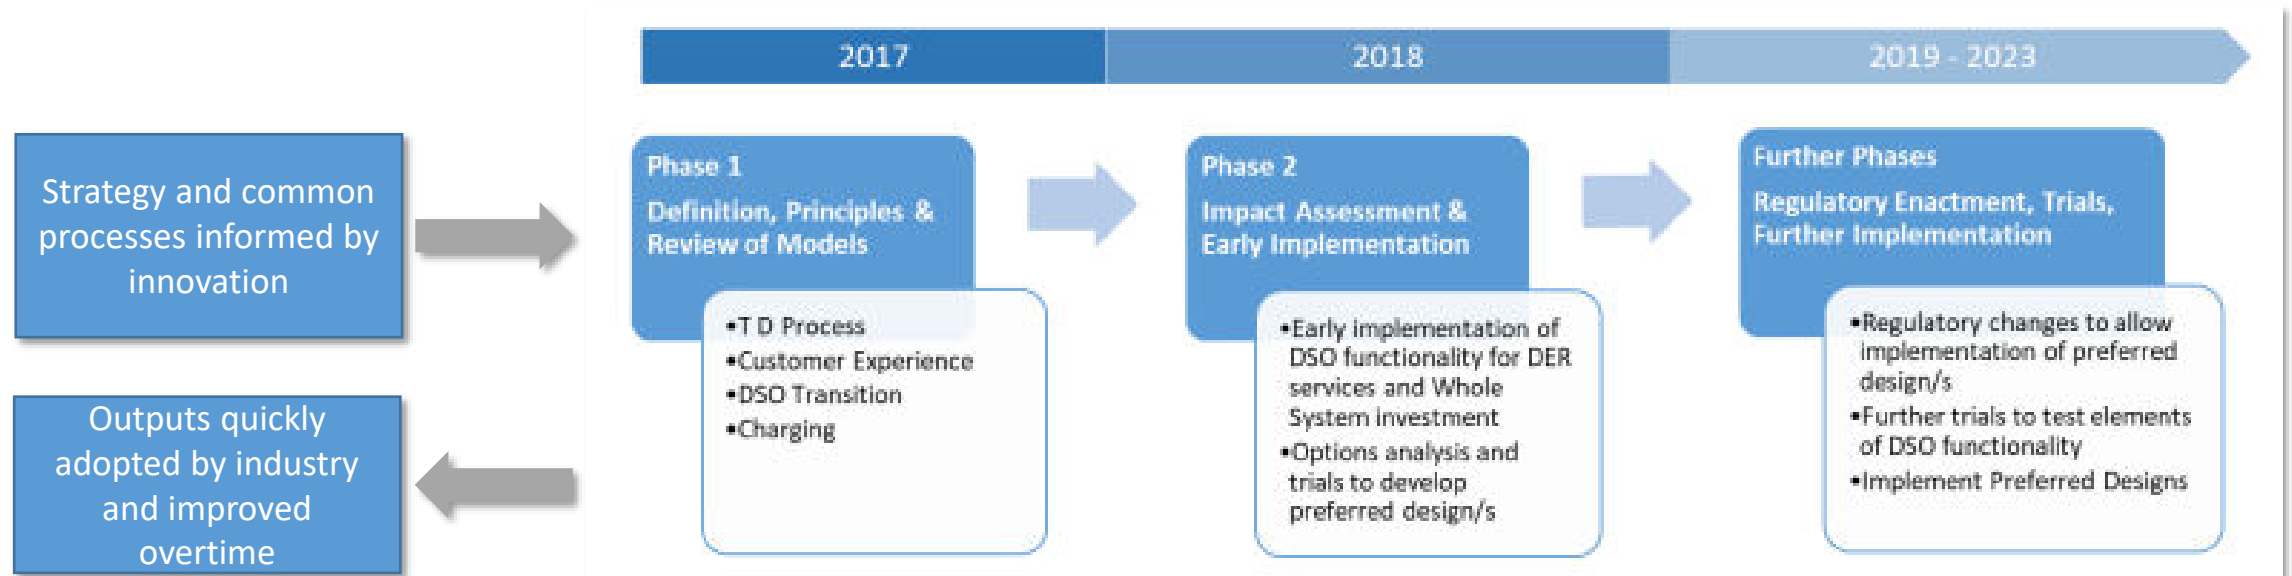 2017
2018
2019 - 2023
Strategy and common
processes informed by
innovation
Outputs quickly
adopted by industry
and improved
overtime
Phase 1
Definition, Principles &
Review of Models
•T D Process
•Customer Experience
•DSO Transition
•Charging
Phase 2
Impact Assessment &
Early Implementation
•Early implementation of
DSO functionality for DER
services and Whole
System investment
•Options analysis and
trials to develop
preferred design/s
Further Phases
Regulatory Enactment, Trials,
Further Implementation
•Regulatory changes to allow
implementation of preferred
design/s
•Further trials to test elements
of DSO functionality
•Implement Preferred Designs